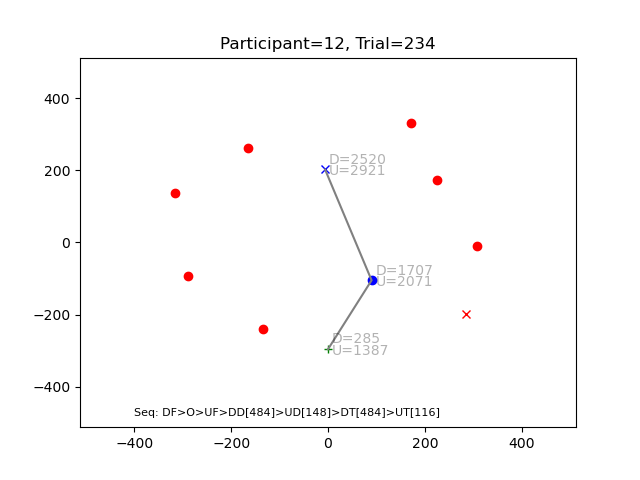 Participant=12, Trial=234
400
200
0
−200
−400
D=2520
U=2921
D=1707
U=2071
D=285
U=1387
Seq: DF>O>UF>DD[484]>UD[148]>DT[484]>UT[116]
−400 −200 0 200 400